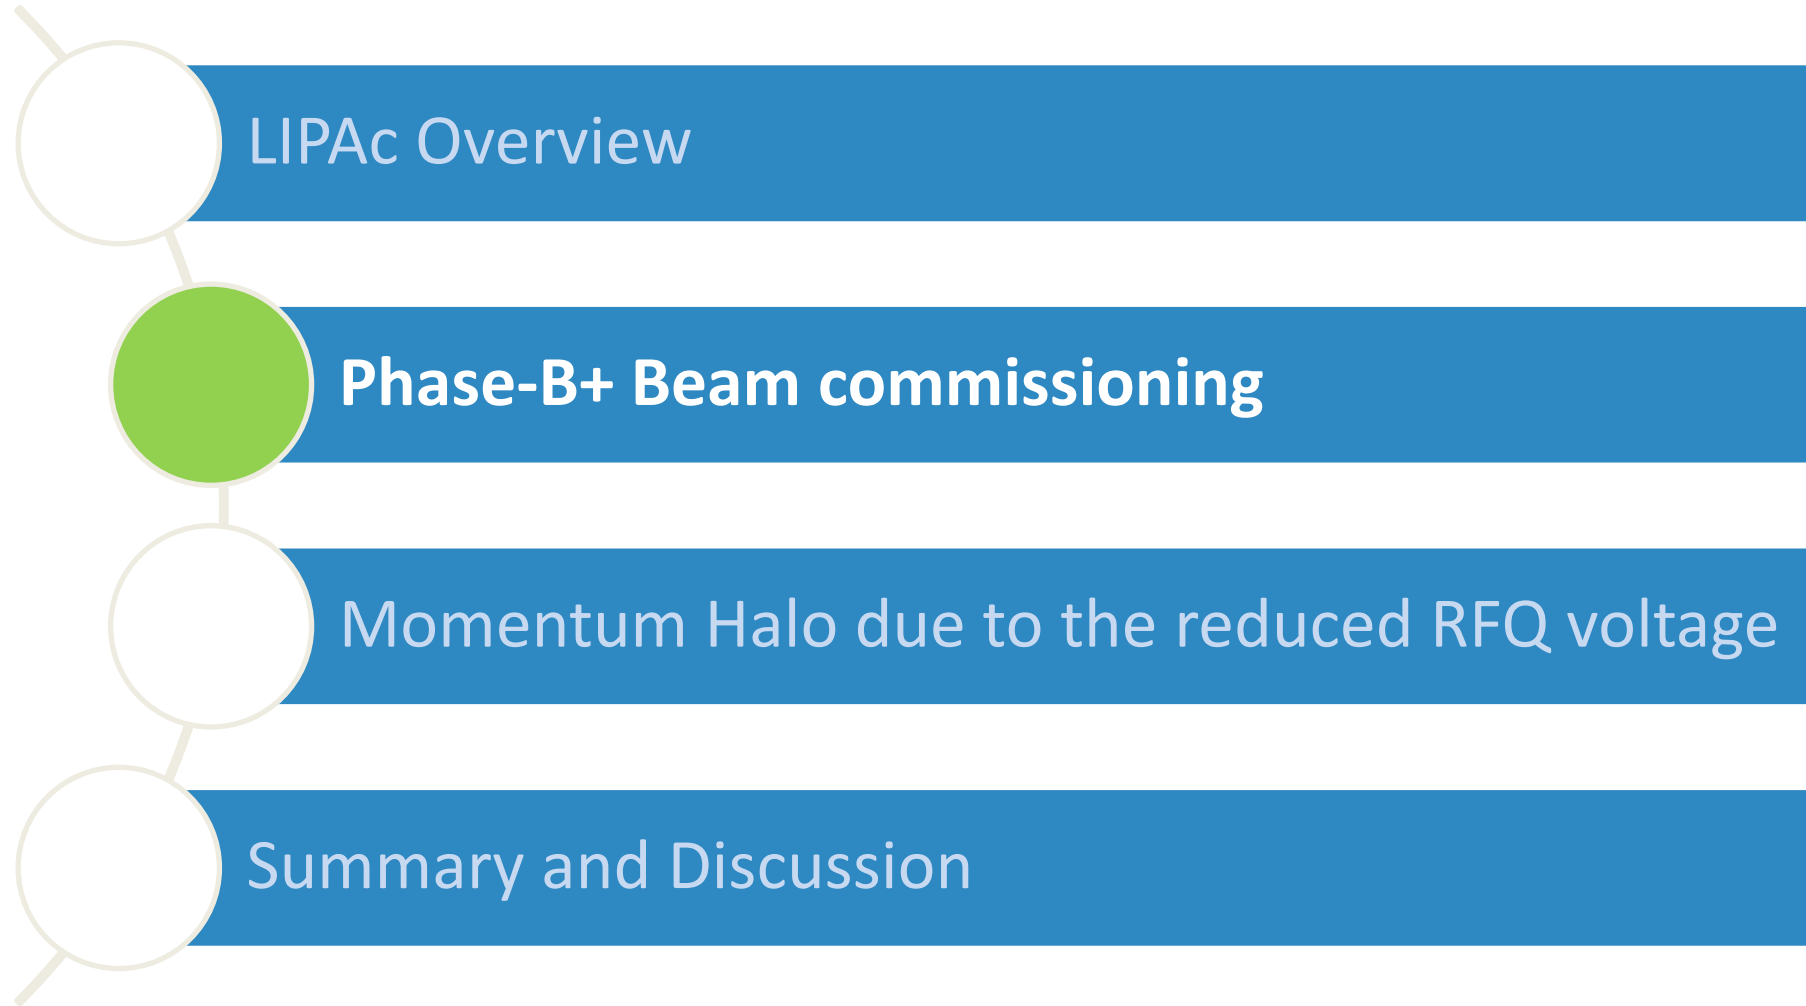 LIPAc Overview
Phase-B+ Beam commissioning
Momentum Halo due to the reduced RFQ voltage
Summary and Discussion